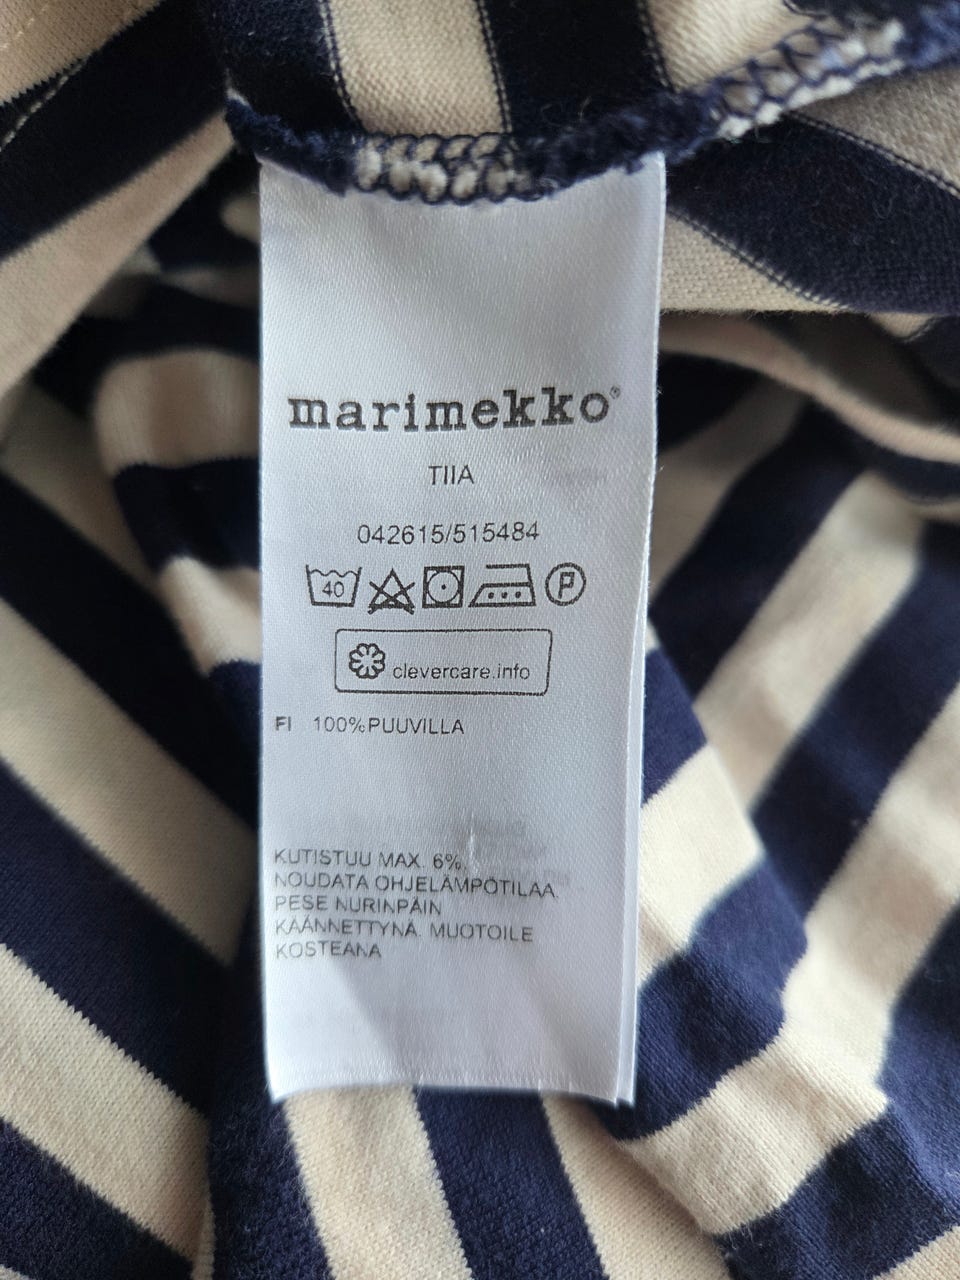 marimekko®
TIIA
042615/515484
40 P
clevercare.info
FI 100%PUUVILLA
KUTISTUU MAX. 6%.
NOUDATA OHJELÄMPÖTILAA.
PESE NURINPÄIN
KÄÄNNETTYNÄ. MUOTOILE
KOSTEANA